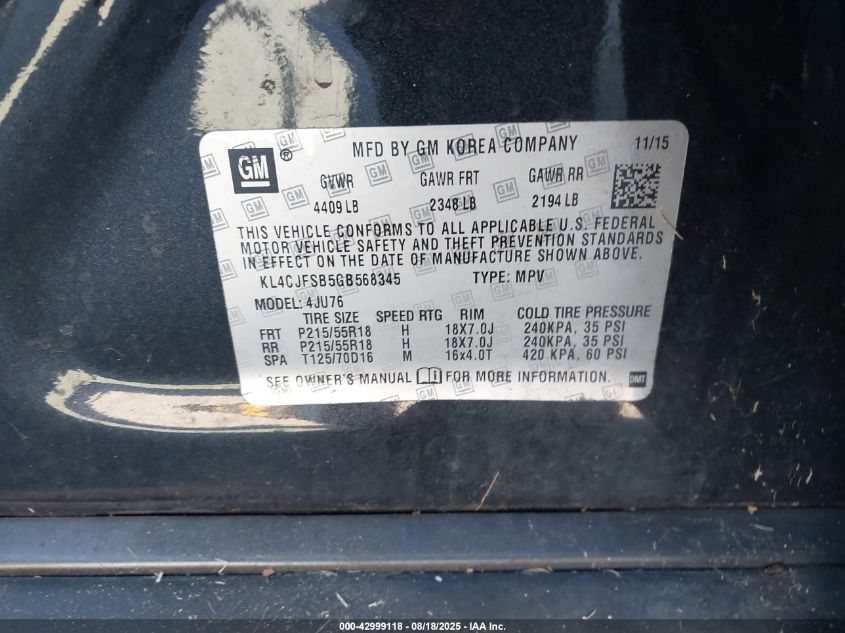 GM ® MFD BY GM KOREA COMPANY 11/15
GVWR GAWR FRT GAWR RR
4409 LB 2348 LB 2194 LB
THIS VEHICLE CONFORMS TO ALL APPLICABLE U.S. FEDERAL
MOTOR VEHICLE SAFETY AND THEFT PREVENTION STANDARDS
IN EFFECT ON THE DATE OF MANUFACTURE SHOWN ABOVE.
KL4CJFSB5GB568345 TYPE: MPV
MODEL: 4JU76
TIRE SIZE SPEED RTG RIM COLD TIRE PRESSURE
FRT P215/55R18 H 18X7.0J 240KPA, 35 PSI
RR P215/55R18 H 18X7.0J 240KPA, 35 PSI
SPA T125/70D16 M 16x4.0T 420 KPA, 60 PSI
SEE OWNER'S MANUAL FOR MORE INFORMATION. DMT
000-42999118 - 08/18/2025 - IAA Inc.